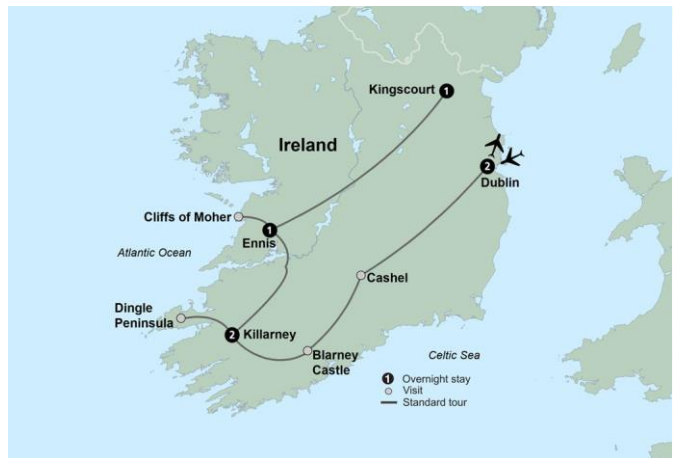 Kingscourt 1
Ireland
2
Dublin
Cliffs of Moher
1
Ennis
Atlantic Ocean
Cashel
Dingle
Peninsula
2 Killarney
Blarney
Castle
Celtic Sea
1 Overnight stay
Visit
Standard tour